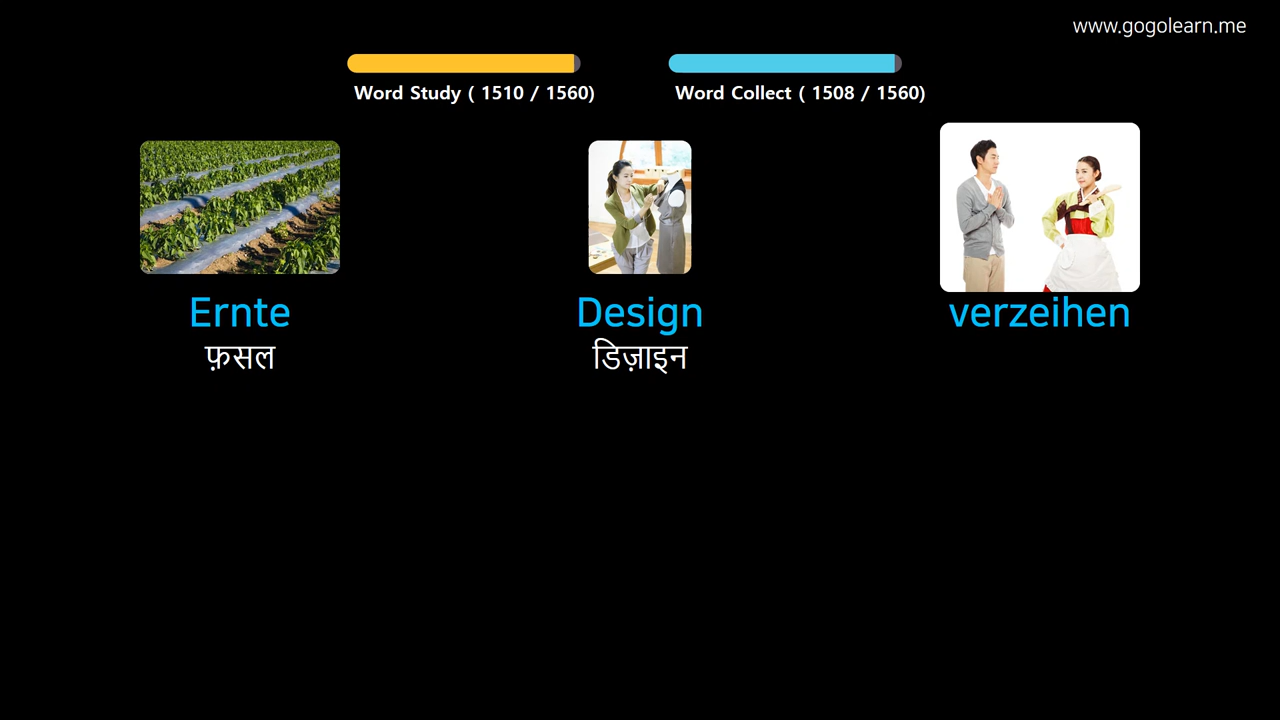 www.gogolearn.me
Word Study ( 1510 / 1560)
Word Collect ( 1508 / 1560)
Ernte
फ़सल
Design
डिज़ाइन
verzeihen